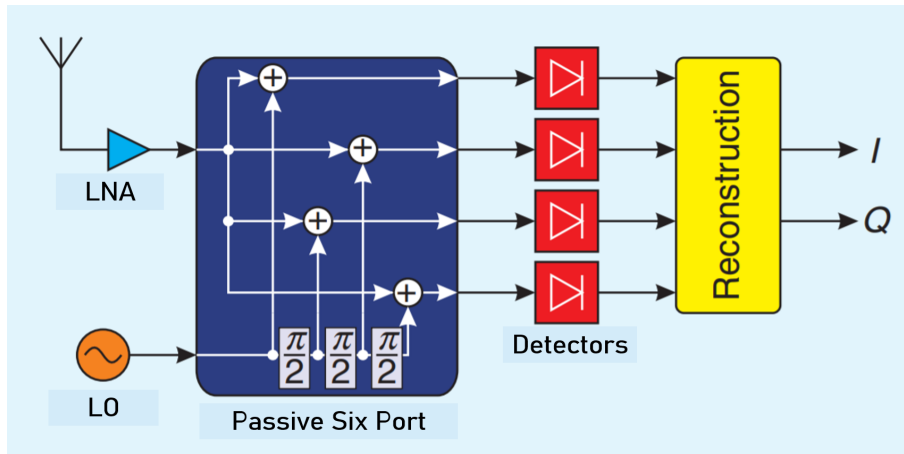 LNA
LO
π/2 π/2 π/2
Passive Six Port
Detectors
Reconstruction
I
Q